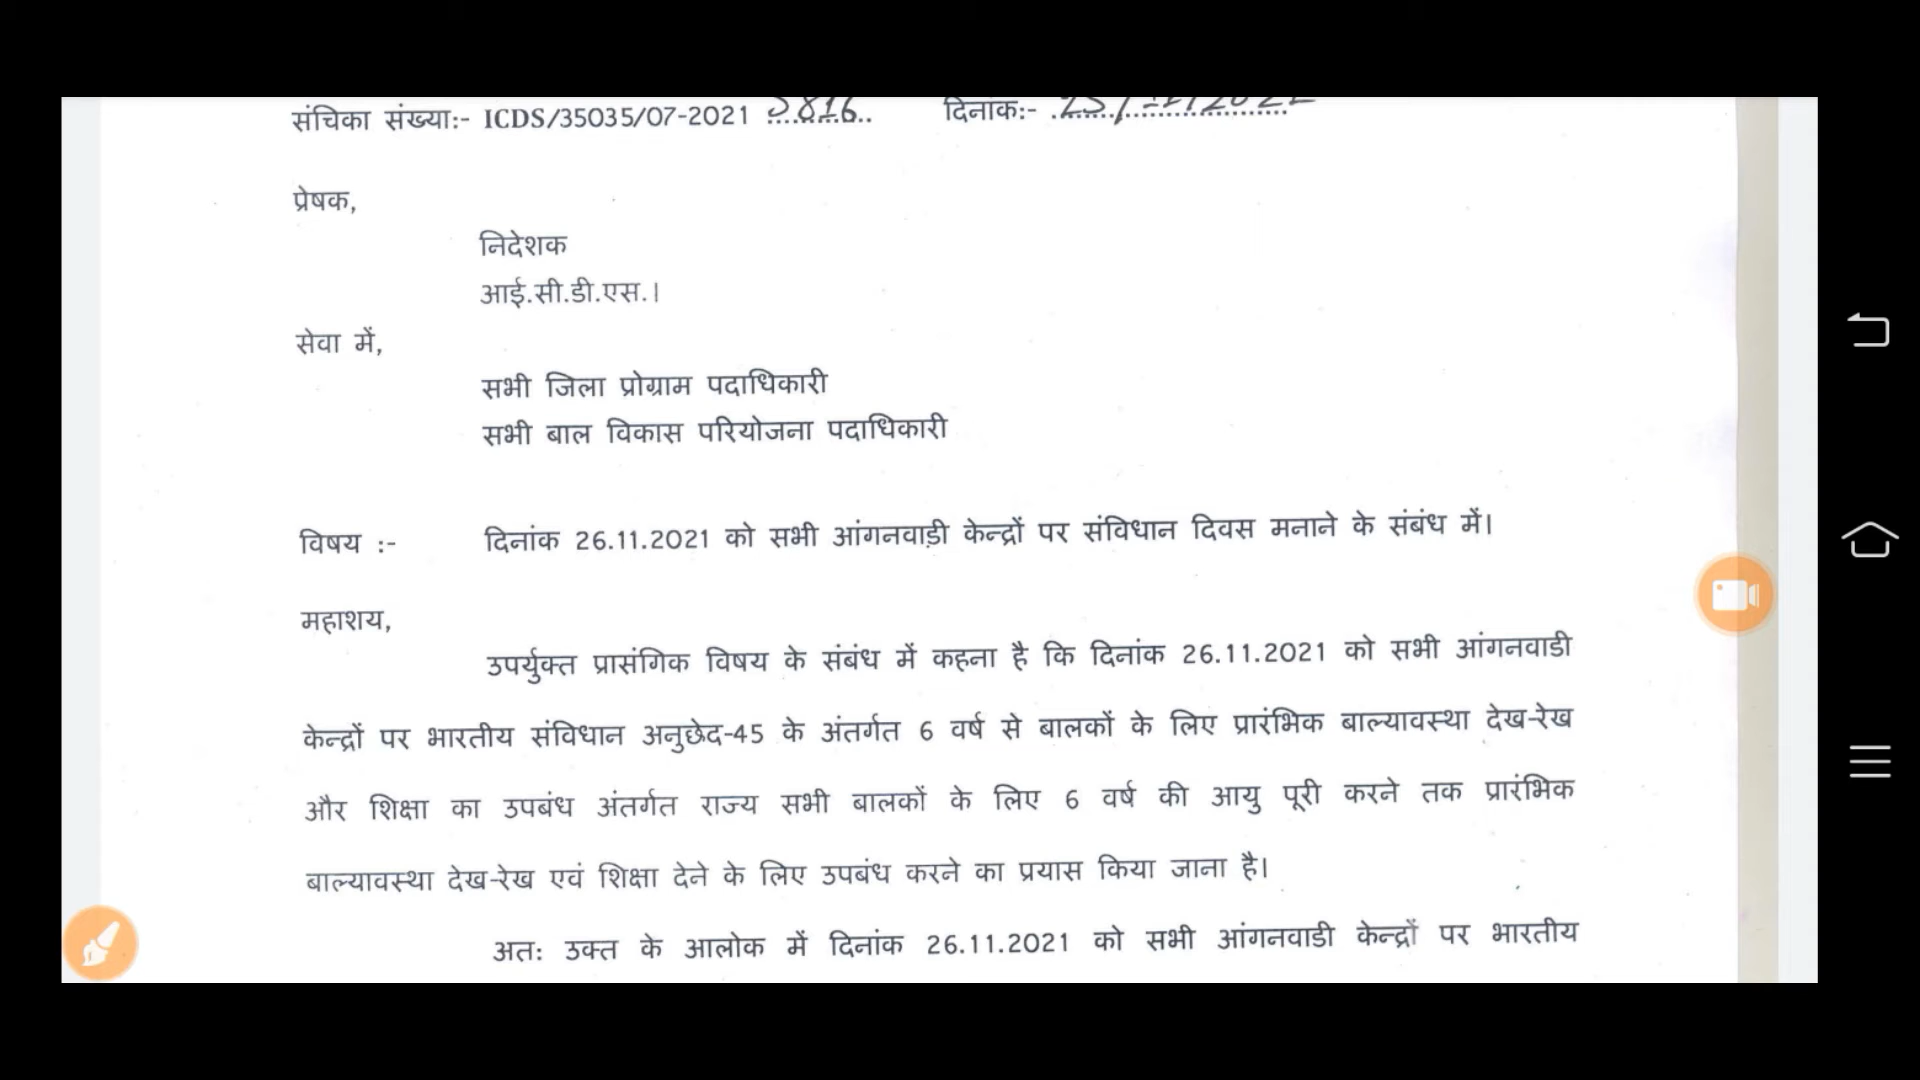 संचिका संख्या:- ICDS/35035/07-2021 5816 दिनांक:-
प्रेषक,
निदेशक
आई.सी.डी.एस.।
सेवा में,
सभी जिला प्रोग्राम पदाधिकारी
सभी बाल विकास परियोजना पदाधिकारी
विषय :- दिनांक 26.11.2021 को सभी आंगनवाड़ी केन्द्रों पर संविधान दिवस मनाने के संबंध में।
महाशय,
उपर्युक्त प्रासंगिक विषय के संबंध में कहना है कि दिनांक 26.11.2021 को सभी आंगनवाडी
केन्द्रों पर भारतीय संविधान अनुछेद-45 के अंतर्गत 6 वर्ष से बालकों के लिए प्रारंभिक बाल्यावस्था देख-रेख
और शिक्षा का उपबंध अंतर्गत राज्य सभी बालकों के लिए 6 वर्ष की आयु पूरी करने तक प्रारंभिक
बाल्यावस्था देख-रेख एवं शिक्षा देने के लिए उपबंध करने का प्रयास किया जाना है।
अत: उक्त के आलोक में दिनांक 26.11.2021 को सभी आंगनवाडी केन्द्रों पर भारतीय